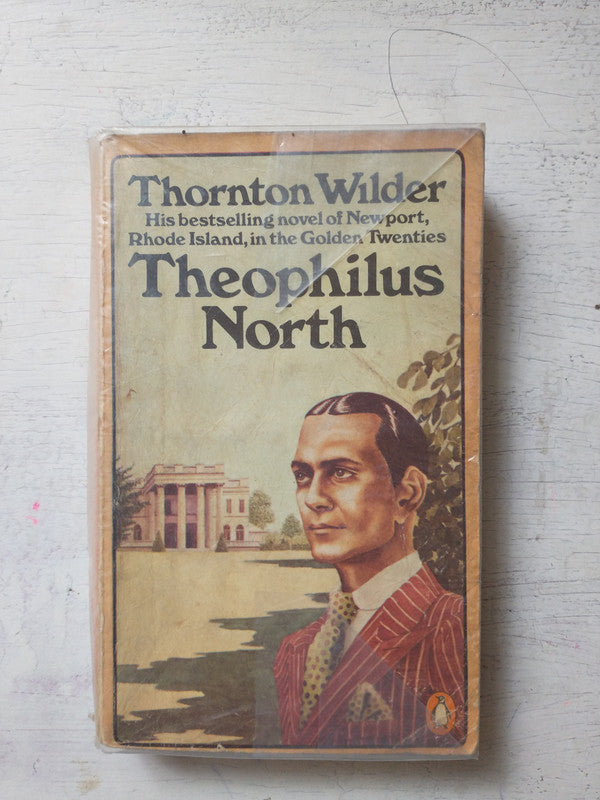 Thornton Wilder
His bestselling novel of Newport,
Rhode Island, in the Golden Twenties
Theophilus
North